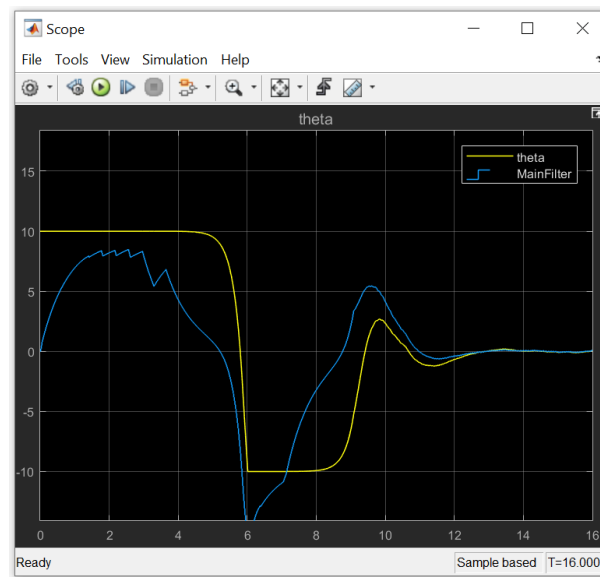 Scope
File Tools View Simulation Help
theta
theta
MainFilter
15
10
5
0
-5
-10
0 2 4 6 8 10 12 14 16
Ready Sample based T=16.000